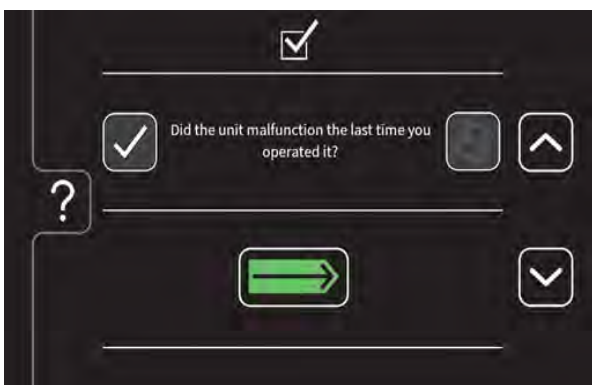 ?
Did the unit malfunction the last time you
operated it?